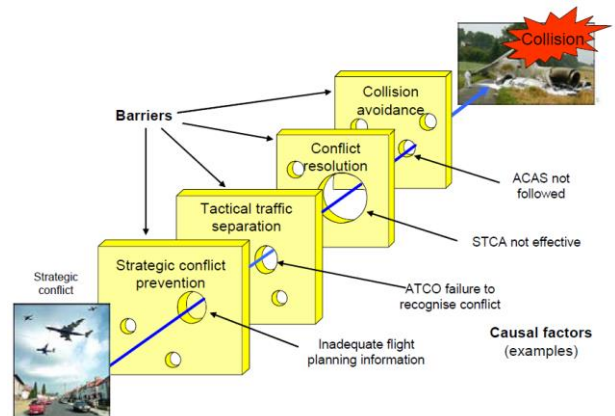 Collision
Collision
avoidance
Barriers
Conflict
resolution
ACAS not
followed
Tactical traffic
separation
STCA not effective
Strategic
conflict
Strategic conflict
prevention
ATCO failure to
recognise conflict
Inadequate flight
planning information
Causal factors
(examples)